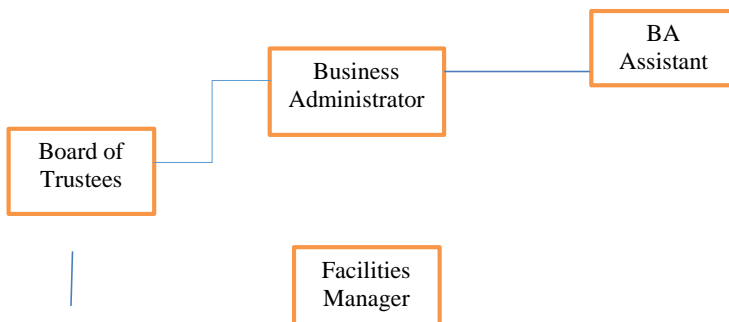 BA
Assistant
Business
Administrator
Board of
Trustees
Facilities
Manager